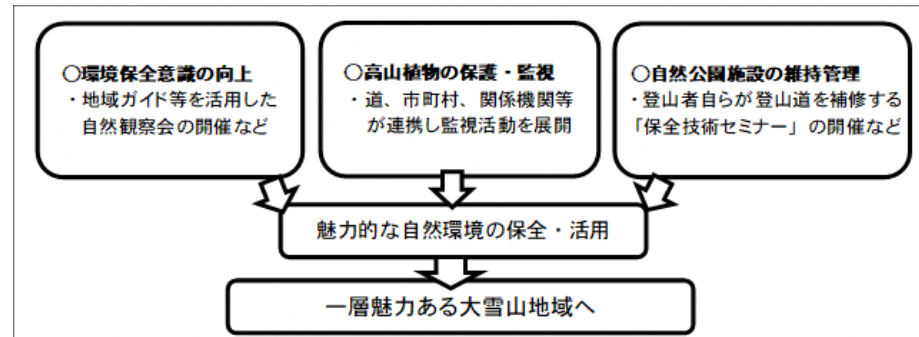 ○環境保全意識の向上
・地域ガイド等を活用した
自然観察会の開催など
○高山植物の保護・監視
・道、市町村、関係機関等
が連携し監視活動を展開
○自然公園施設の維持管理
・登山者自らが登山道を補修する
「保全技術セミナー」の開催など
魅力的な自然環境の保全・活用
一層魅力ある大雪山地域へ